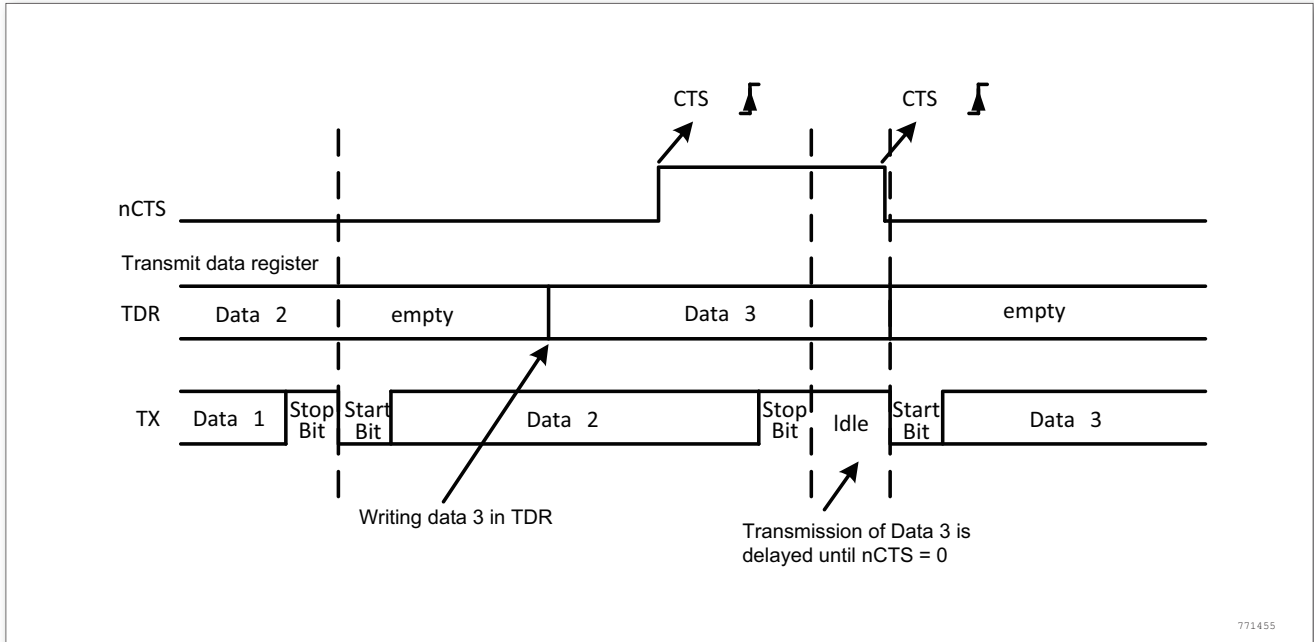 CTS CTS
nCTS
Transmit data register
TDR Data 2 empty Data 3 empty
TX Data 1 Stop Bit Start Bit Data 2 Stop Bit Idle Start Bit Data 3
Writing data 3 in TDR
Transmission of Data 3 is
delayed until nCTS = 0
771455